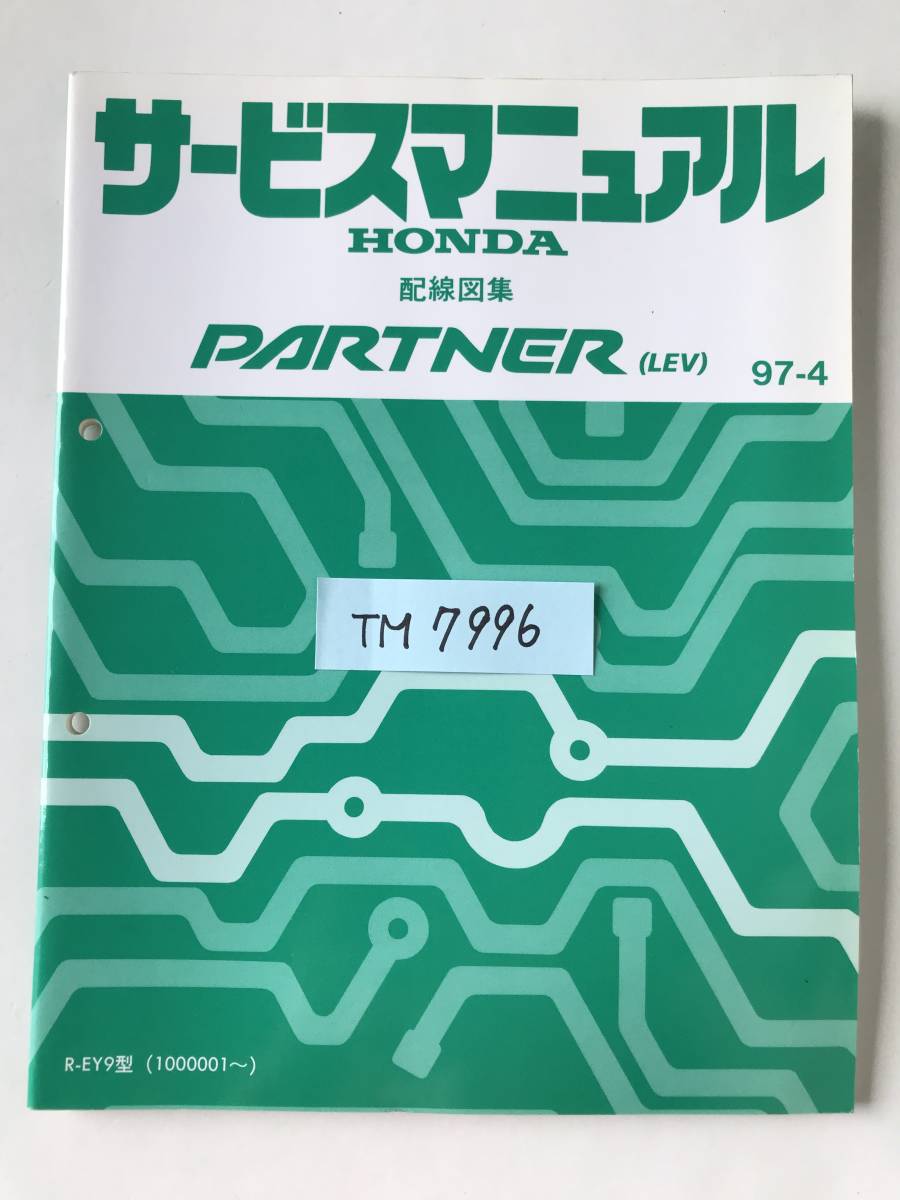 サービスマニュアル
HONDA
配線図集
PARTNER (LEV) 97-4
TM 7996
R-EY9型 (1000001〜)